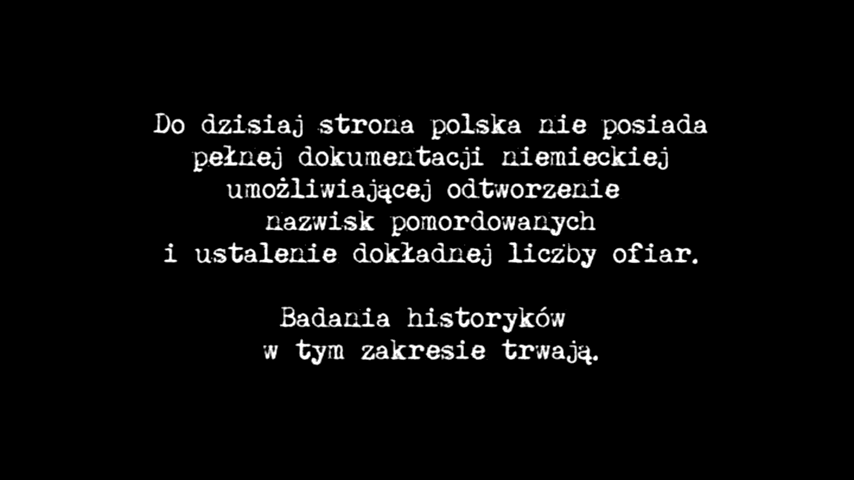 Do dzisiaj strona polska nie posiada
pełnej dokumentacji niemieckiej
umożliwiającej odtworzenie
nazwisk pomordowanych
i ustalenie dokładnej liczby ofiar.
Badania historyków
w tym zakresie trwają.